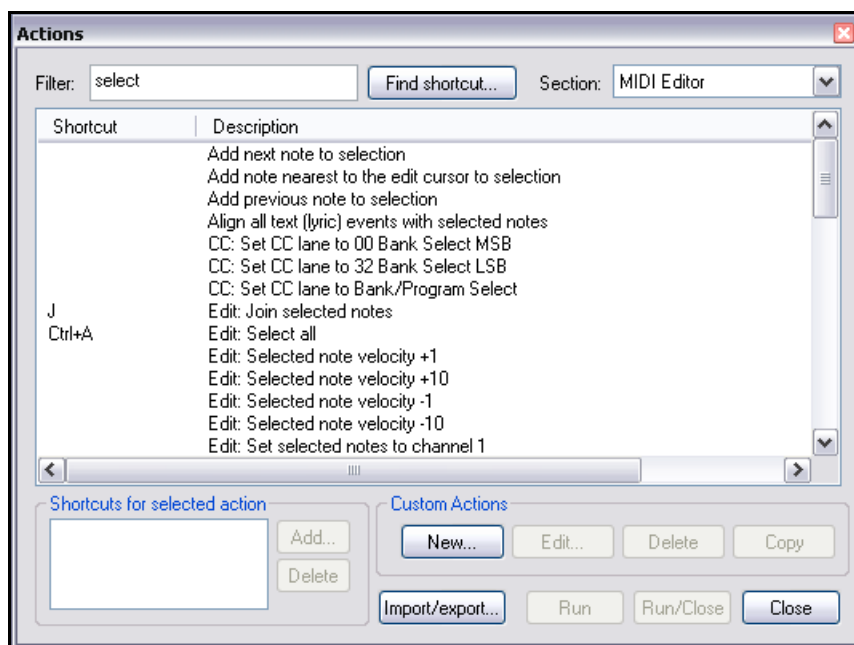 Actions
Filter: select Find shortcut... Section: MIDI Editor
Shortcut Description
Add next note to selection
Add note nearest to the edit cursor to selection
Add previous note to selection
Align all text (lyric) events with selected notes
CC: Set CC lane to 00 Bank Select MSB
CC: Set CC lane to 32 Bank Select LSB
CC: Set CC lane to Bank/Program Select
J Edit: Join selected notes
Ctrl+A Edit: Select all
Edit: Selected note velocity +1
Edit: Selected note velocity +10
Edit: Selected note velocity -1
Edit: Selected note velocity -10
Edit: Set selected notes to channel 1
Shortcuts for selected action Custom Actions
Add... New... Edit... Delete Copy
Delete
Import/export... Run Run/Close Close